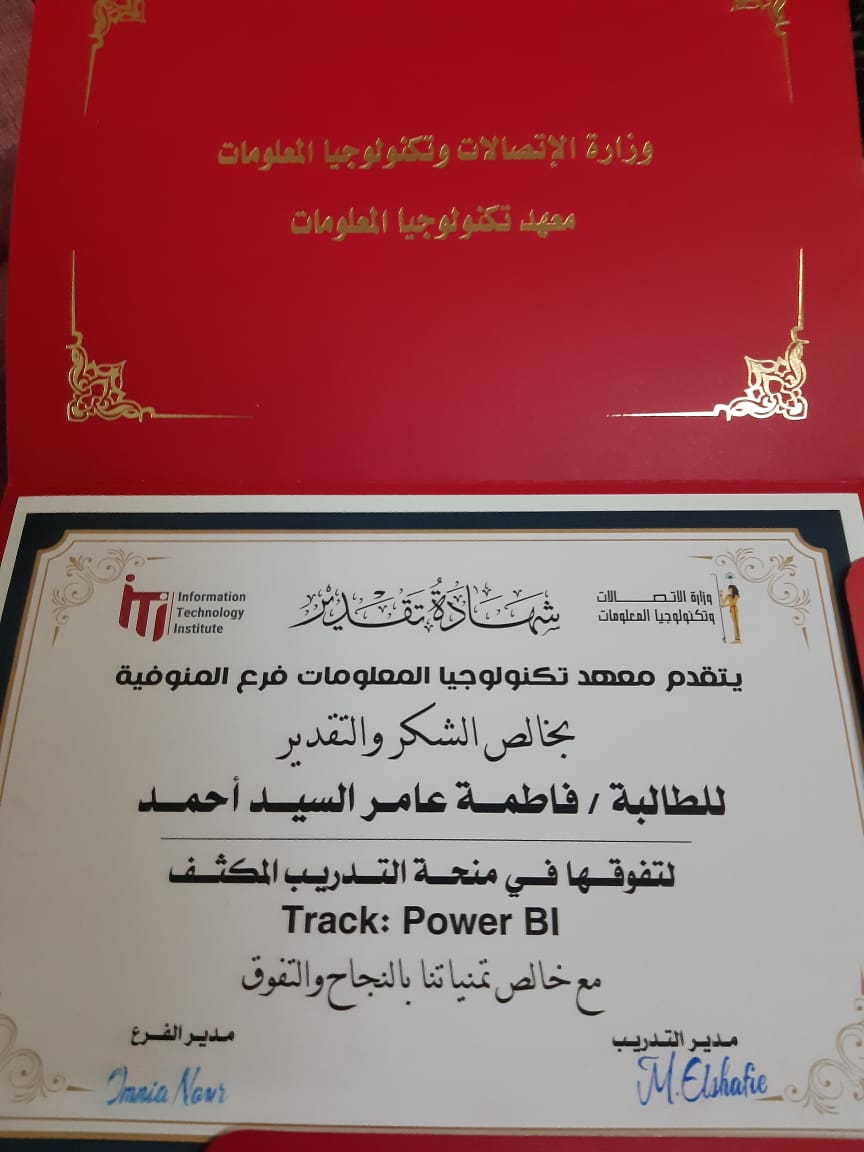 وزارة الإتصالات وتكنولوجيا المعلومات
معهد تكنولوجيا المعلومات
iTi
Information
Technology
Institute
شهادة تقدير
وزارة الاتصالات
وتكنولوجيا المعلومات
يتقدم معهد تكنولوجيا المعلومات فرع المنوفية
بخالص الشكر والتقدير
للطالبة / فاطمة عامر السيد أحمد
لتفوقها في منحة التدريب المكثف
Track: Power BI
مع خالص تمنياتنا بالنجاح والتفوق
مدير التدريب
M. Elshafie
مدير الفرع
Omnia Nour